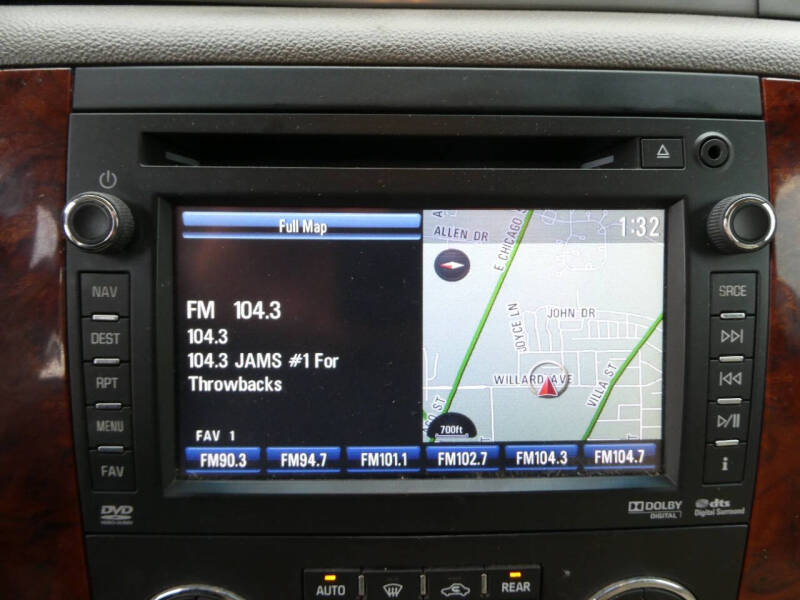 Full Map
1:32
ALLEN DR
E CHICAGO S
NAV
DEST
RPT
MENU
FAV
FM 104.3
104.3
104.3 JAMS #1 For
Throwbacks
JOYCE LN
JOHN DR
WILLARD AVE
VILLA ST
AGO ST
700ft
FAV 1
FM90.3
FM94.7
FM101.1
FM102.7
FM104.3
FM104.7
SRCE
i
DVD
DOLBY
DIGITAL
dts
Digital Surround
AUTO
REAR